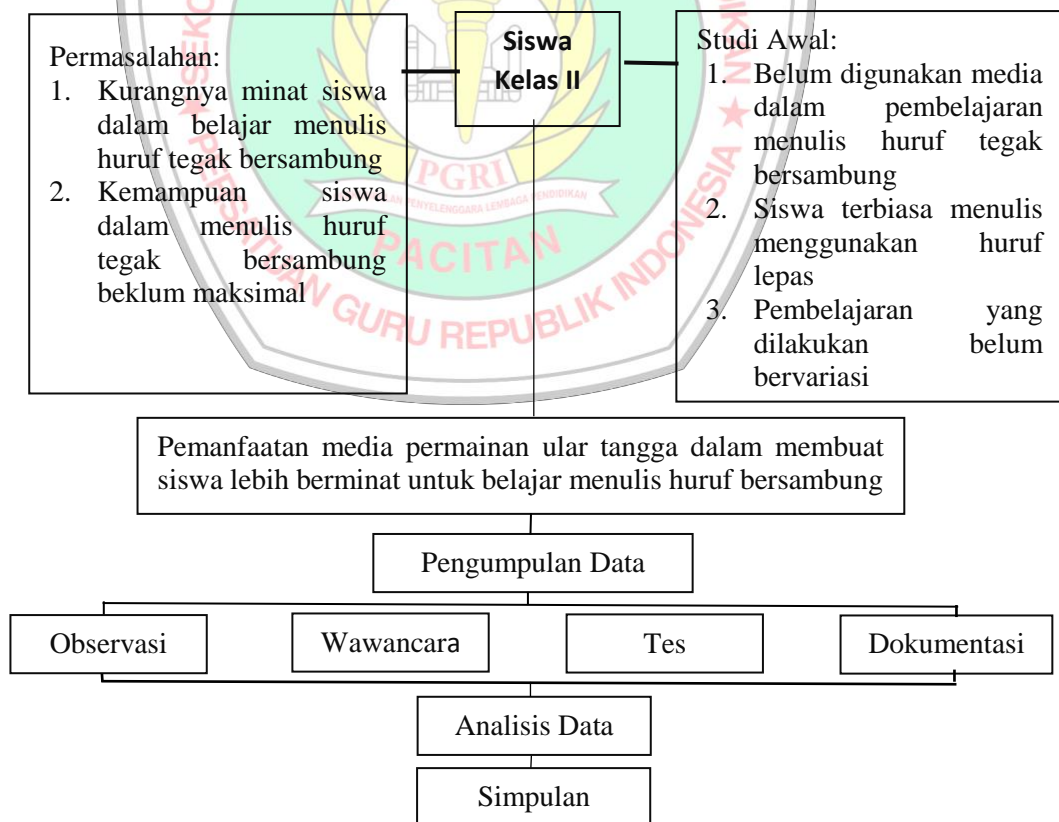 Permasalahan:
1. Kurangnya minat siswa
dalam belajar menulis
huruf tegak bersambung
2. Kemampuan siswa
dalam menulis huruf
tegak bersambung
beklum maksimal
Siswa
Kelas II
Studi Awal:
1. Belum digunakan media
dalam pembelajaran
menulis huruf tegak
bersambung
2. Siswa terbiasa menulis
menggunakan huruf
lepas
3. Pembelajaran yang
dilakukan belum
bervariasi
PGRI
PENYELENGGARA LEMBAGA PENDIDIKAN
PACITAN
PERSATUAN GURU REPUBLIK INDONESIA
Pemanfaatan media permainan ular tangga dalam membuat
siswa lebih berminat untuk belajar menulis huruf bersambung
Pengumpulan Data
Observasi
Wawancara
Tes
Dokumentasi
Analisis Data
Simpulan